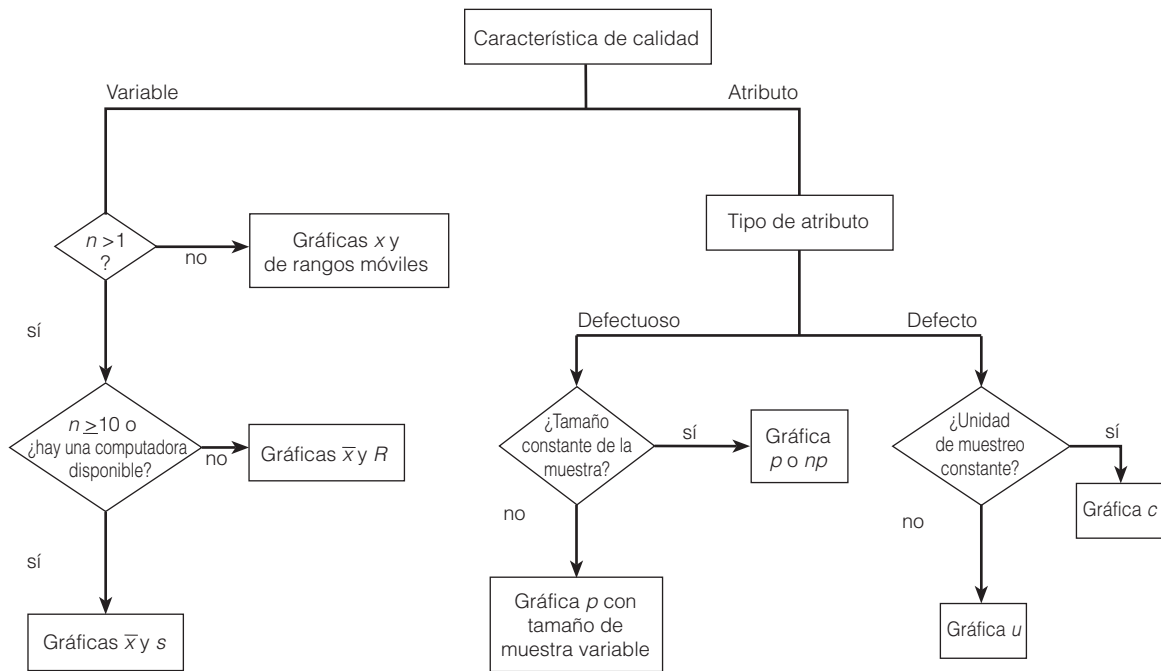 Característica de calidad
Variable
Atributo
n >1
?
no
Gráficas x y
de rangos móviles
sí
n ≥10 o
¿hay una computadora
disponible?
no
Gráficas x̅ y R
sí
Gráficas x̅ y s
Tipo de atributo
Defectuoso
Defecto
¿Tamaño
constante de la
muestra?
sí
Gráfica
p o np
no
Gráfica p con
tamaño de
muestra variable
¿Unidad
de muestreo
constante?
sí
Gráfica c
no
Gráfica u